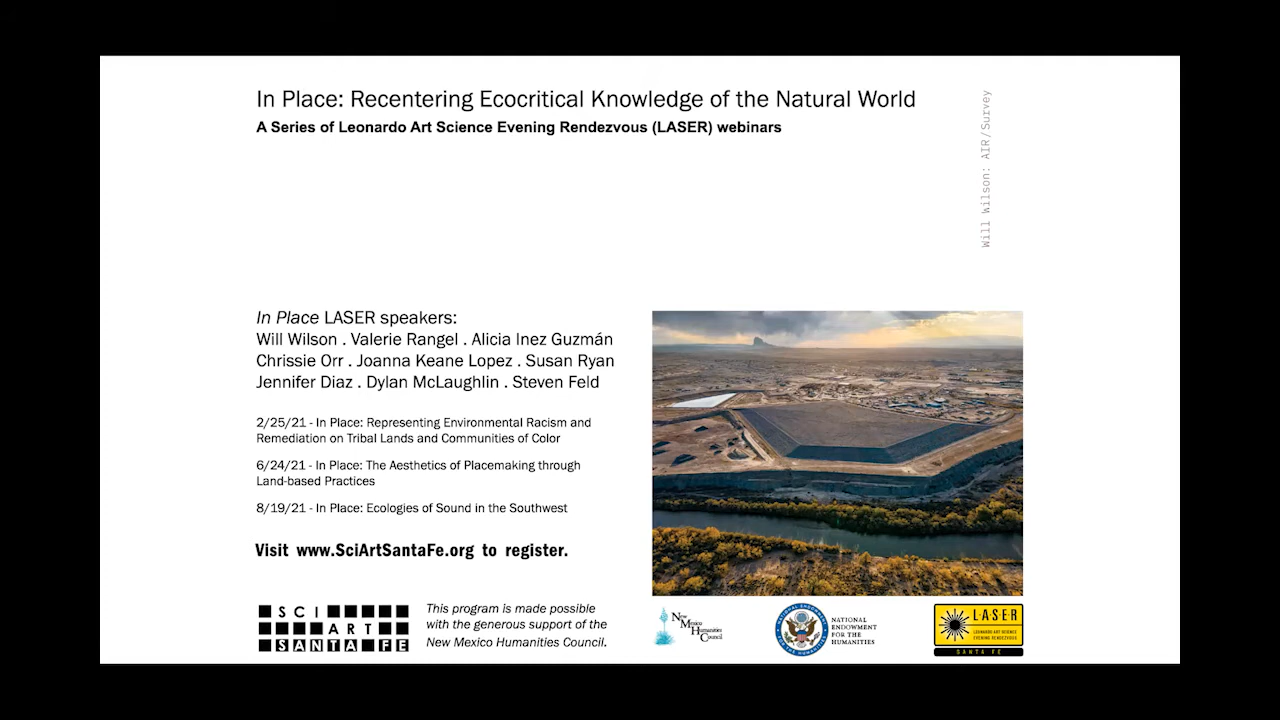 In Place: Recentering Ecocritical Knowledge of the Natural World
A Series of Leonardo Art Science Evening Rendezvous (LASER) webinars
Will Wilson: AIR/Survey
In Place LASER speakers:
Will Wilson . Valerie Rangel . Alicia Inez Guzmán
Chrissie Orr . Joanna Keane Lopez . Susan Ryan
Jennifer Diaz . Dylan McLaughlin . Steven Feld
2/25/21 - In Place: Representing Environmental Racism and
Remediation on Tribal Lands and Communities of Color
6/24/21 - In Place: The Aesthetics of Placemaking through
Land-based Practices
8/19/21 - In Place: Ecologies of Sound in the Southwest
Visit www.SciArtSantaFe.org to register.
SCI
ART
SANTA FE
This program is made possible
with the generous support of the
New Mexico Humanities Council.
New
Mexico
Humanities
Council
NATIONAL
ENDOWMENT
FOR THE
HUMANITIES
LASER
LEONARDO ART SCIENCE
EVENING RENDEZVOUS
SANTA FE